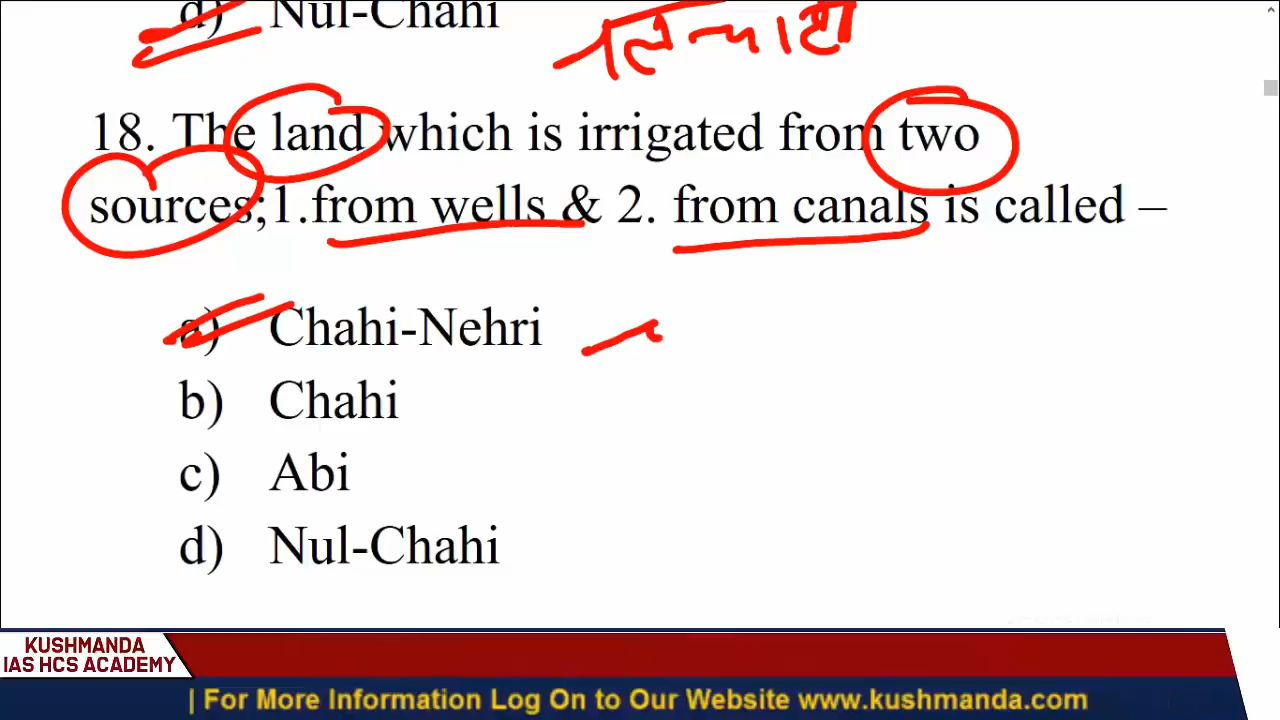 d) Nul-Chahi
18. The land which is irrigated from two
sources;1.from wells & 2. from canals is called –
a) Chahi-Nehri
b) Chahi
c) Abi
d) Nul-Chahi
KUSHMANDA
IAS HCS ACADEMY
| For More Information Log On to Our Website www.kushmanda.com